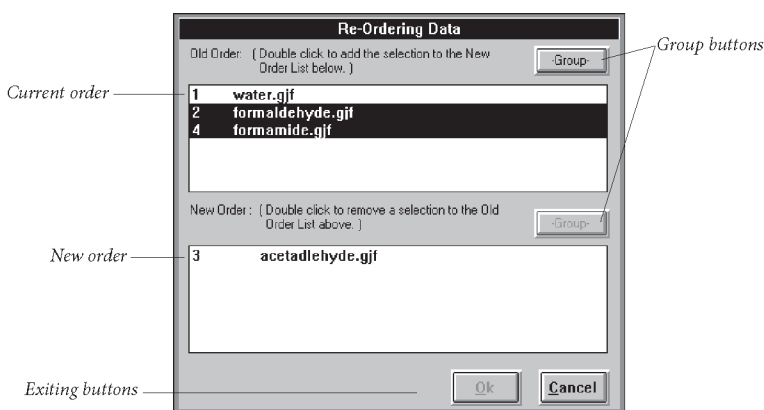 Re-Ordering Data
Old Order: ( Double click to add the selection to the New
Order List below. )
-Group-
Group buttons
Current order
1 water.gjf
2 formaldehyde.gjf
4 formamide.gjf
New Order : ( Double click to remove a selection to the Old
Order List above. )
-Group-
New order
3 acetadlehyde.gjf
Exiting buttons
Ok
Cancel